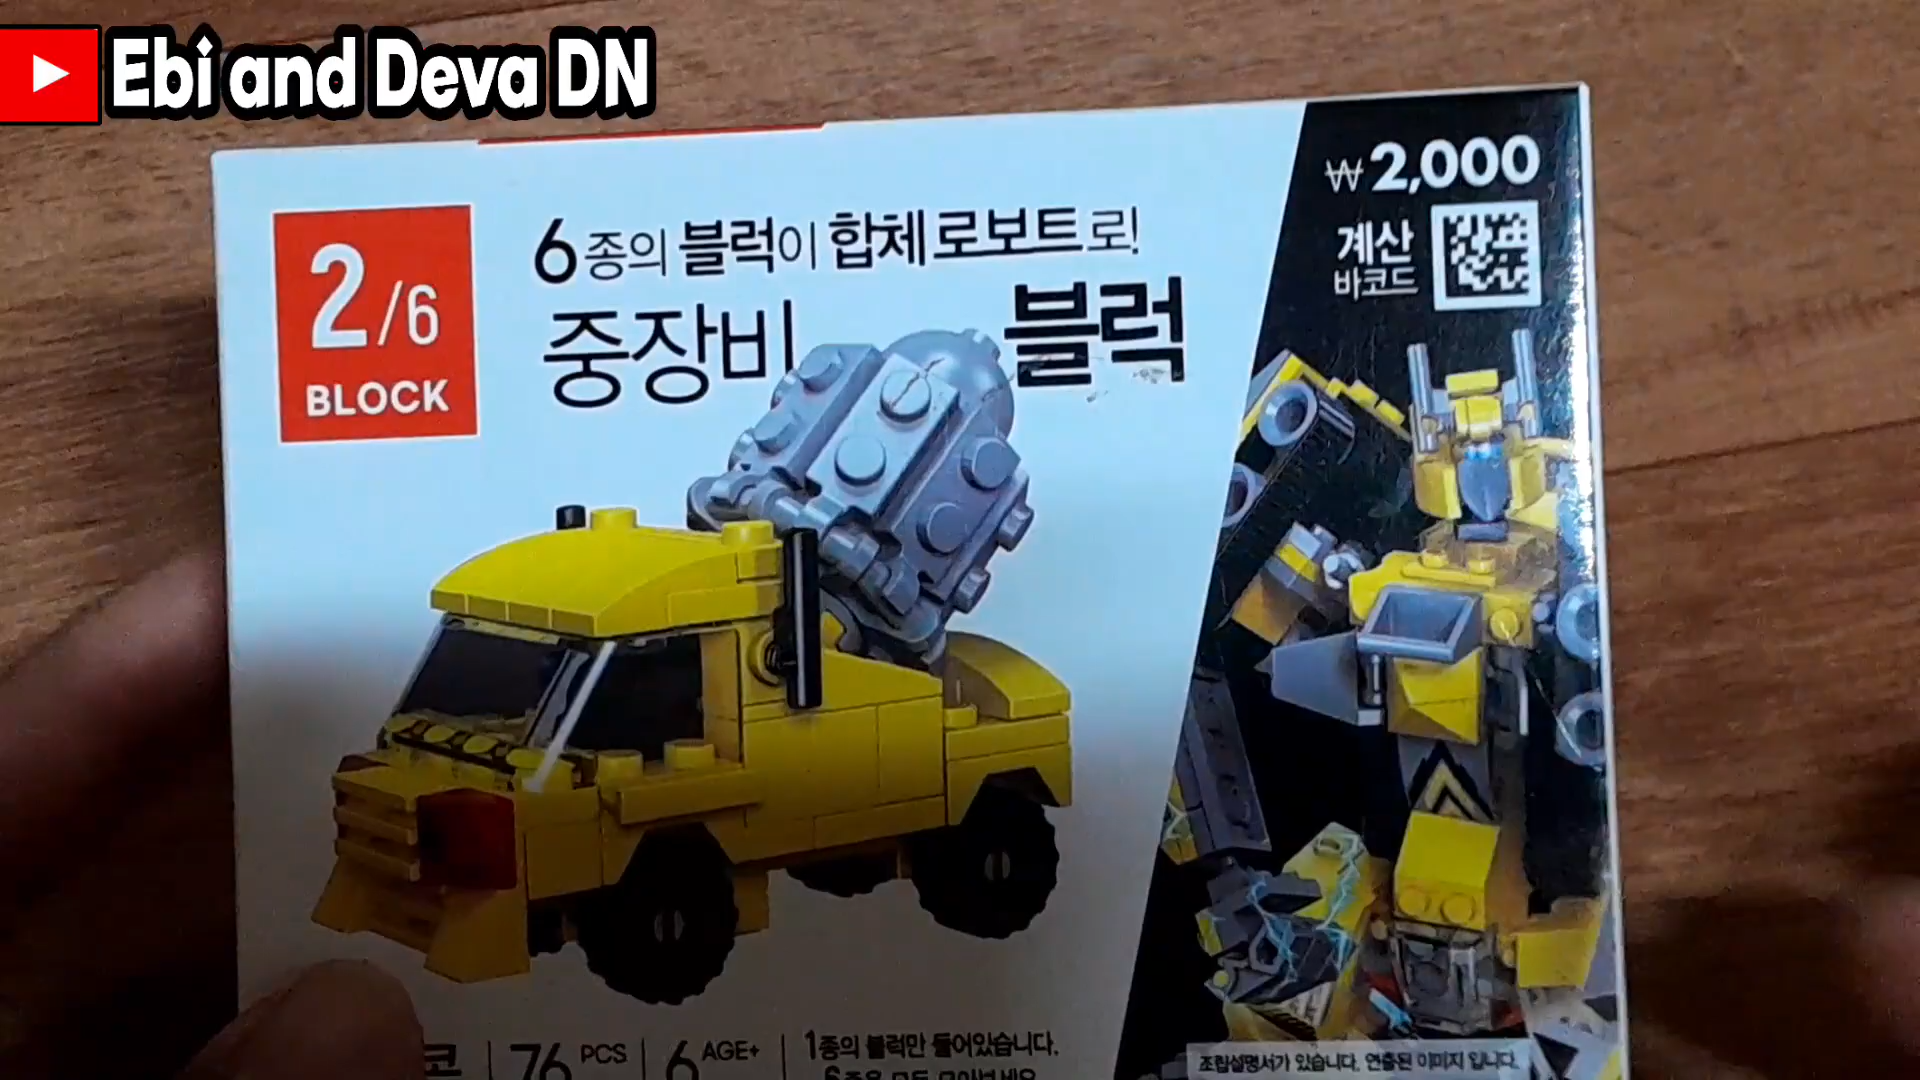 Ebi and Deva DN
₩2,000
계산
바코드
2/6
BLOCK
6종의 블럭이 합체로보트로!
중장비 블럭
코
76 PCS
6 AGE+
1종의 블럭만 들어있습니다.
조립설명서가 있습니다. 연출된 이미지 입니다.